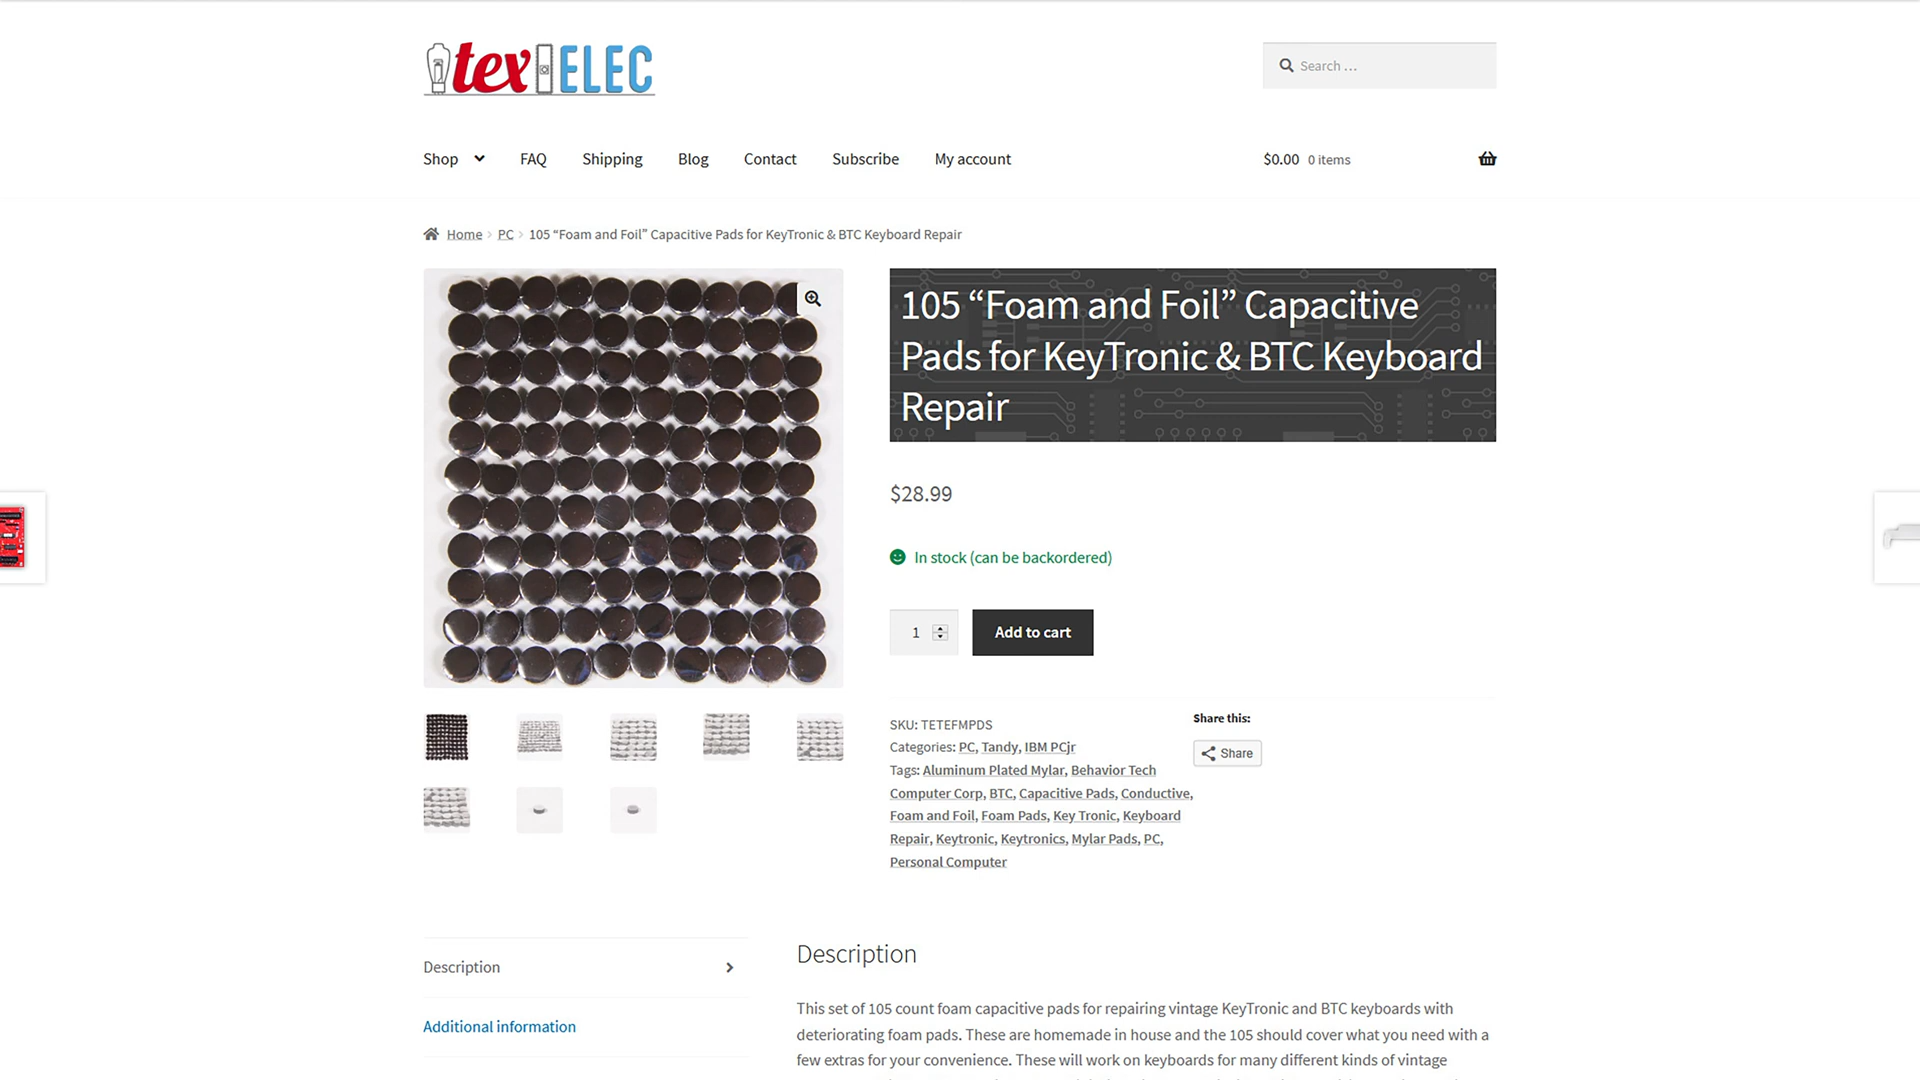 tex ELEC
Search …
Shop
FAQ
Shipping
Blog
Contact
Subscribe
My account
$0.00 0 items
Home > PC > 105 “Foam and Foil” Capacitive Pads for KeyTronic & BTC Keyboard Repair
105 “Foam and Foil” Capacitive
Pads for KeyTronic & BTC Keyboard
Repair
$28.99
In stock (can be backordered)
1
Add to cart
SKU: TETEFMPDS
Categories: PC, Tandy, IBM PCjr
Tags: Aluminum Plated Mylar, Behavior Tech
Computer Corp, BTC, Capacitive Pads, Conductive,
Foam and Foil, Foam Pads, Key Tronic, Keyboard
Repair, Keytronic, Keytronics, Mylar Pads, PC,
Personal Computer
Share this:
Share
Description
Additional information
Description
This set of 105 count foam capacitive pads for repairing vintage KeyTronic and BTC keyboards with
deteriorating foam pads. These are homemade in house and the 105 should cover what you need with a
few extras for your convenience. These will work on keyboards for many different kinds of vintage